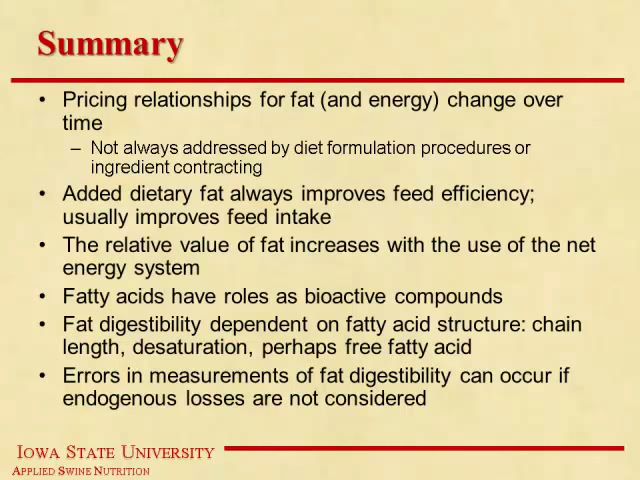 Summary
• Pricing relationships for fat (and energy) change over
time
– Not always addressed by diet formulation procedures or
ingredient contracting
• Added dietary fat always improves feed efficiency;
usually improves feed intake
• The relative value of fat increases with the use of the net
energy system
• Fatty acids have roles as bioactive compounds
• Fat digestibility dependent on fatty acid structure: chain
length, desaturation, perhaps free fatty acid
• Errors in measurements of fat digestibility can occur if
endogenous losses are not considered
IOWA STATE UNIVERSITY
APPLIED SWINE NUTRITION